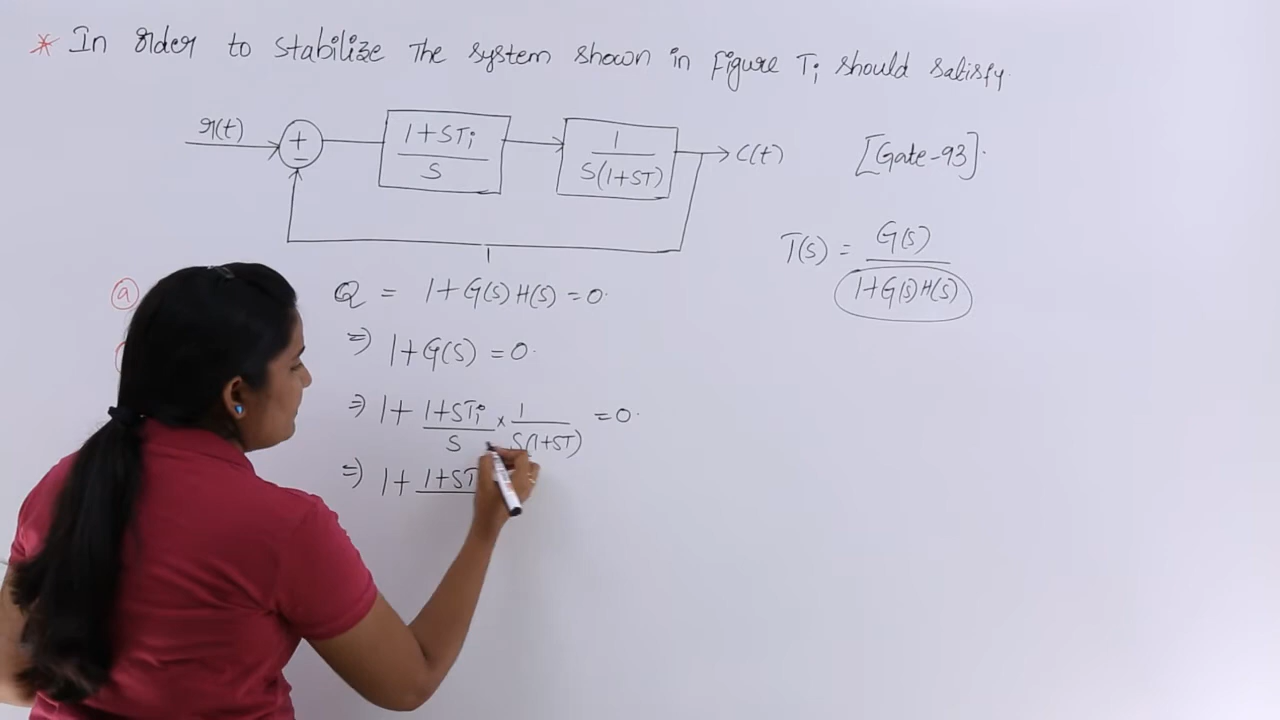 * In order to stabilize The system shown in figure Ti should satisfy.
r(t) + − 1+STi/S 1/S(1+ST) C(t) [Gate-93].
T(s) = G(s)/1+G(s)H(s)
a Q = 1+G(s)H(s)=0.
⇒ 1+G(S) =0.
⇒ 1+ 1+STi/S × 1/S(1+ST) =0.
⇒ 1+ 1+ST